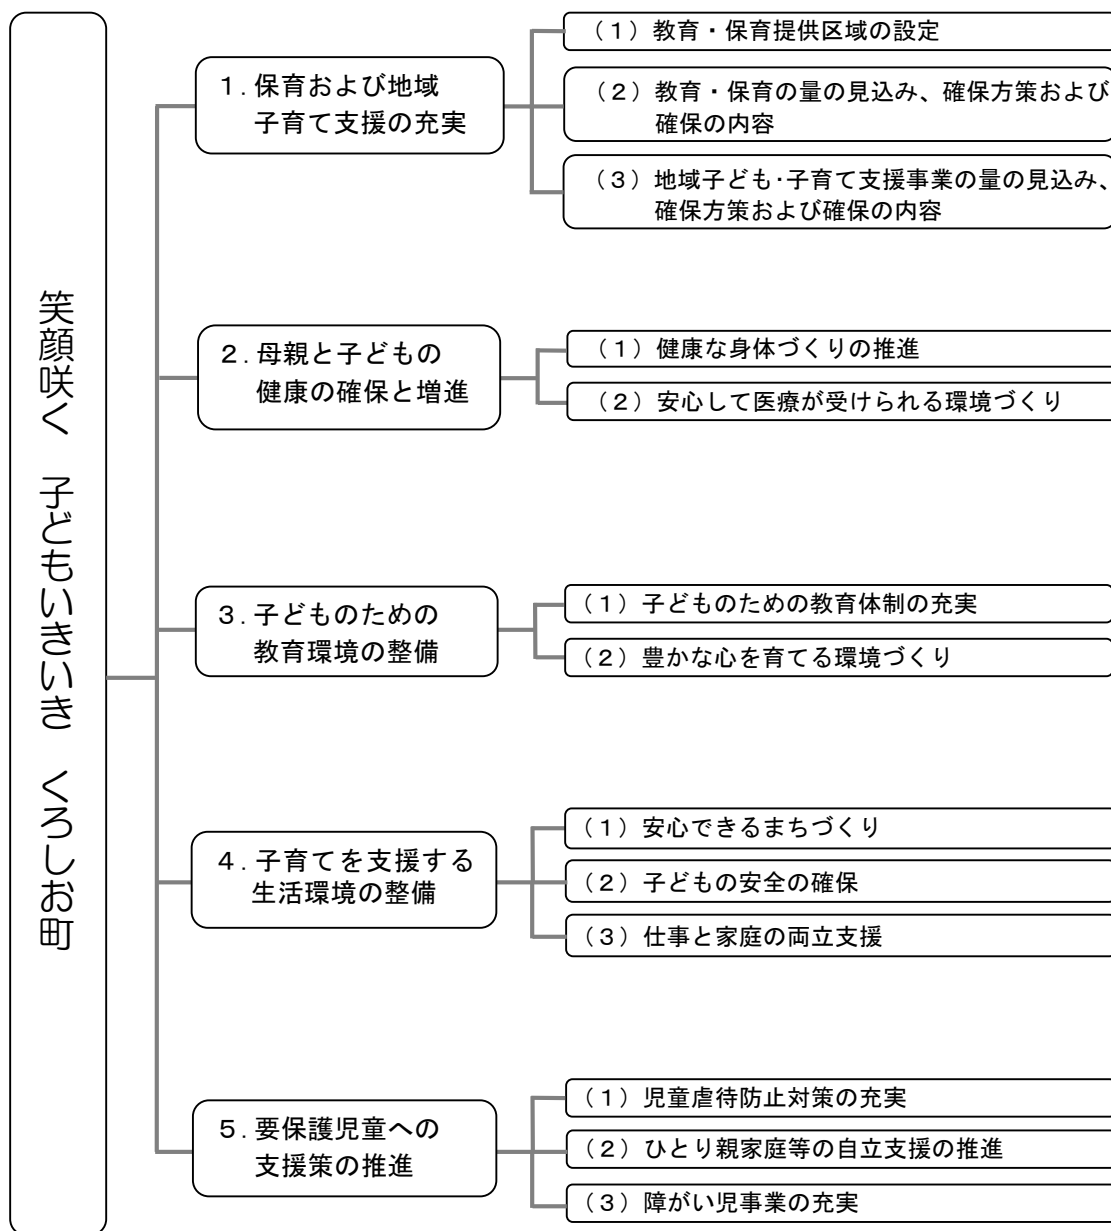 笑顔咲く 子どもいきいき くろしお町
1. 保育および地域
子育て支援の充実
(1) 教育・保育提供区域の設定
(2) 教育・保育の量の見込み、確保方策および
確保の内容
(3) 地域子ども・子育て支援事業の量の見込み、
確保方策および確保の内容
2. 母親と子どもの
健康の確保と増進
(1) 健康な身体づくりの推進
(2) 安心して医療が受けられる環境づくり
3. 子どものための
教育環境の整備
(1) 子どものための教育体制の充実
(2) 豊かな心を育てる環境づくり
4. 子育てを支援する
生活環境の整備
(1) 安心できるまちづくり
(2) 子どもの安全の確保
(3) 仕事と家庭の両立支援
5. 要保護児童への
支援策の推進
(1) 児童虐待防止対策の充実
(2) ひとり親家庭等の自立支援の推進
(3) 障がい児事業の充実